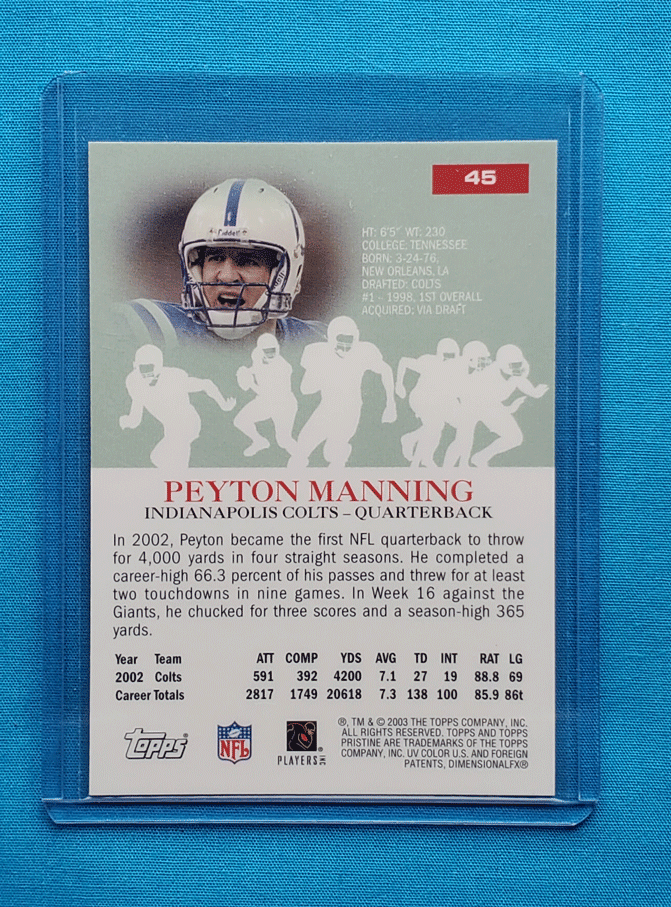 45
Riddell
HT: 6'5" WT: 230
COLLEGE: TENNESSEE
BORN: 3-24-76,
NEW ORLEANS, LA
DRAFTED: COLTS
#1 - 1998, 1ST OVERALL
ACQUIRED: VIA DRAFT
PEYTON MANNING
INDIANAPOLIS COLTS – QUARTERBACK
In 2002, Peyton became the first NFL quarterback to throw
for 4,000 yards in four straight seasons. He completed a
career-high 66.3 percent of his passes and threw for at least
two touchdowns in nine games. In Week 16 against the
Giants, he chucked for three scores and a season-high 365
yards.
Year Team ATT COMP YDS AVG TD INT RAT LG
2002 Colts 591 392 4200 7.1 27 19 88.8 69
Career Totals 2817 1749 20618 7.3 138 100 85.9 86t
Topps®
NFL
PLAYERS INC
®, TM & © 2003 THE TOPPS COMPANY, INC.
ALL RIGHTS RESERVED. TOPPS AND TOPPS
PRISTINE ARE TRADEMARKS OF THE TOPPS
COMPANY, INC. UV COLOR U.S. AND FOREIGN
PATENTS, DIMENSIONALFX®